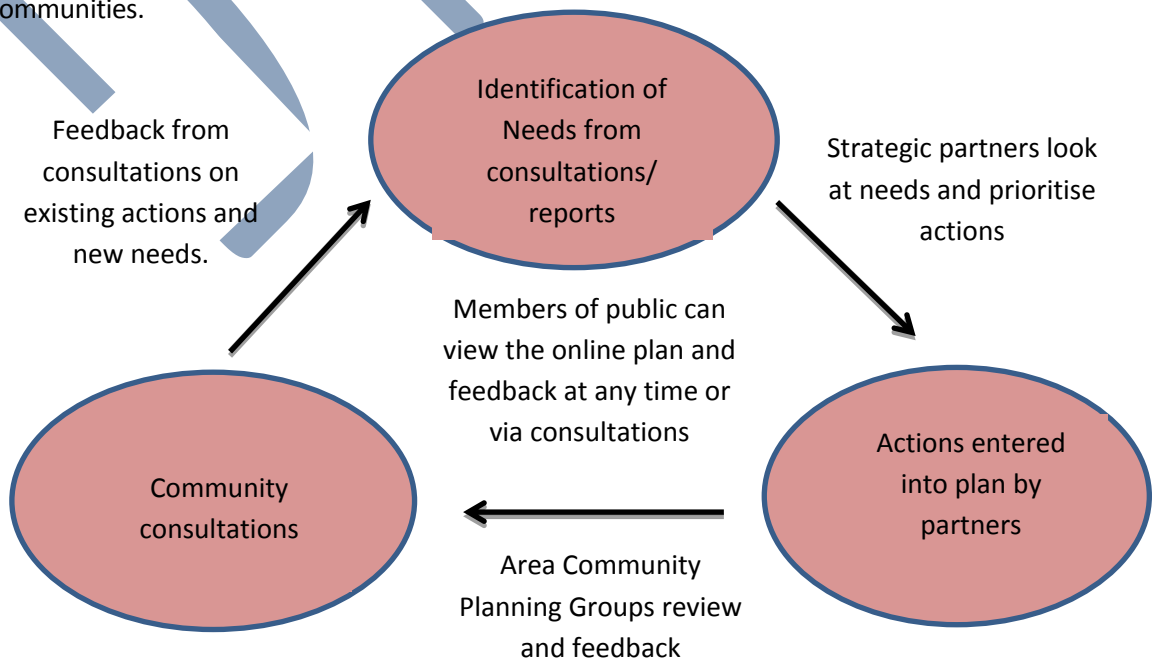 ommunities.
Identification of
Needs from
consultations/
reports
Feedback from
consultations on
existing actions and
new needs.
Strategic partners look
at needs and prioritise
actions
Members of public can
view the online plan and
feedback at any time or
via consultations
Community
consultations
Actions entered
into plan by
partners
Area Community
Planning Groups review
and feedback